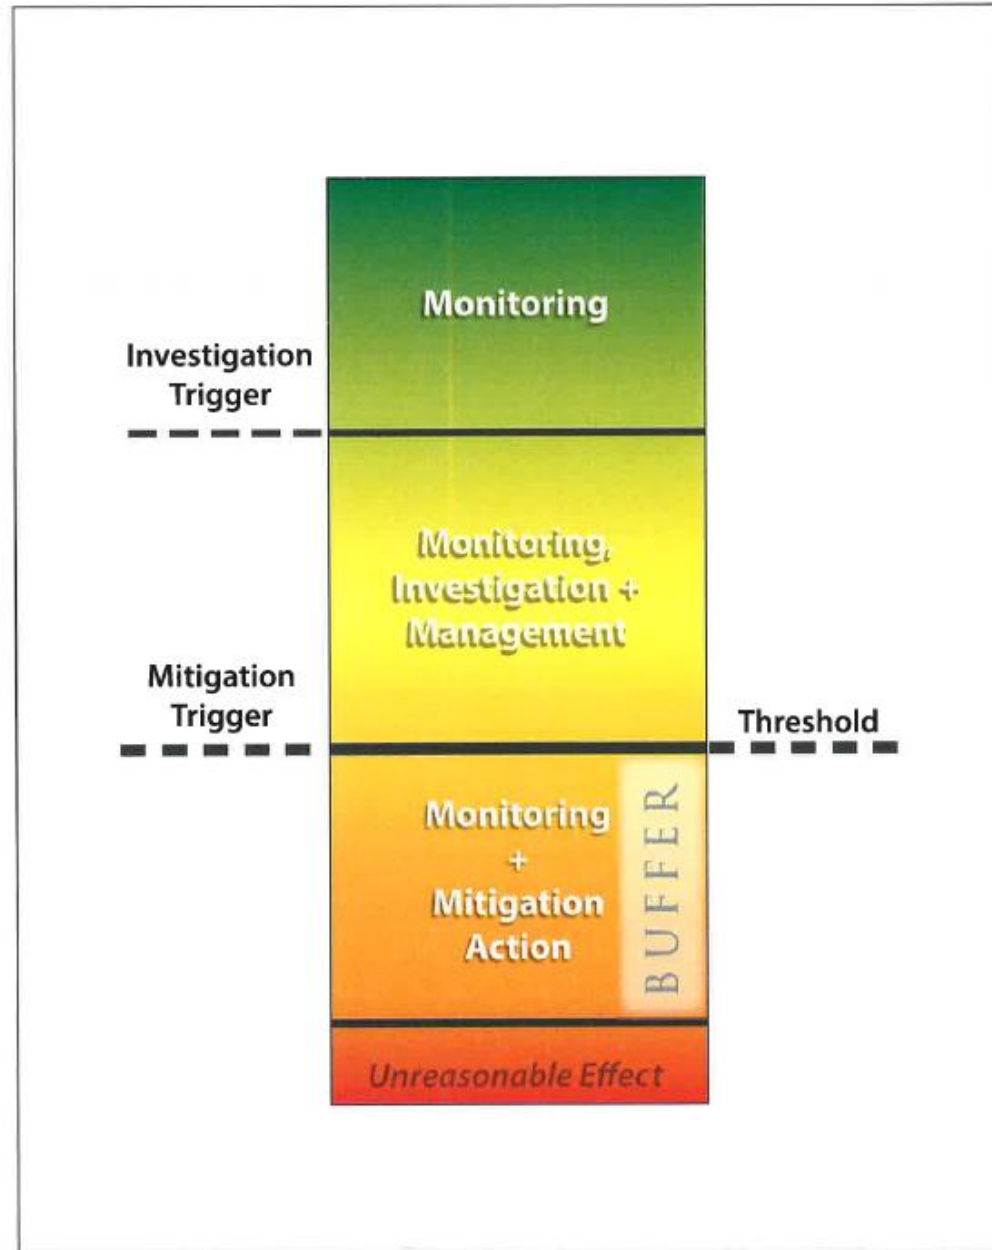 Monitoring
Investigation
Trigger
Monitoring,
Investigation +
Management
Mitigation
Trigger
Threshold
Monitoring
+
Mitigation
Action
BUFFER
Unreasonable Effect